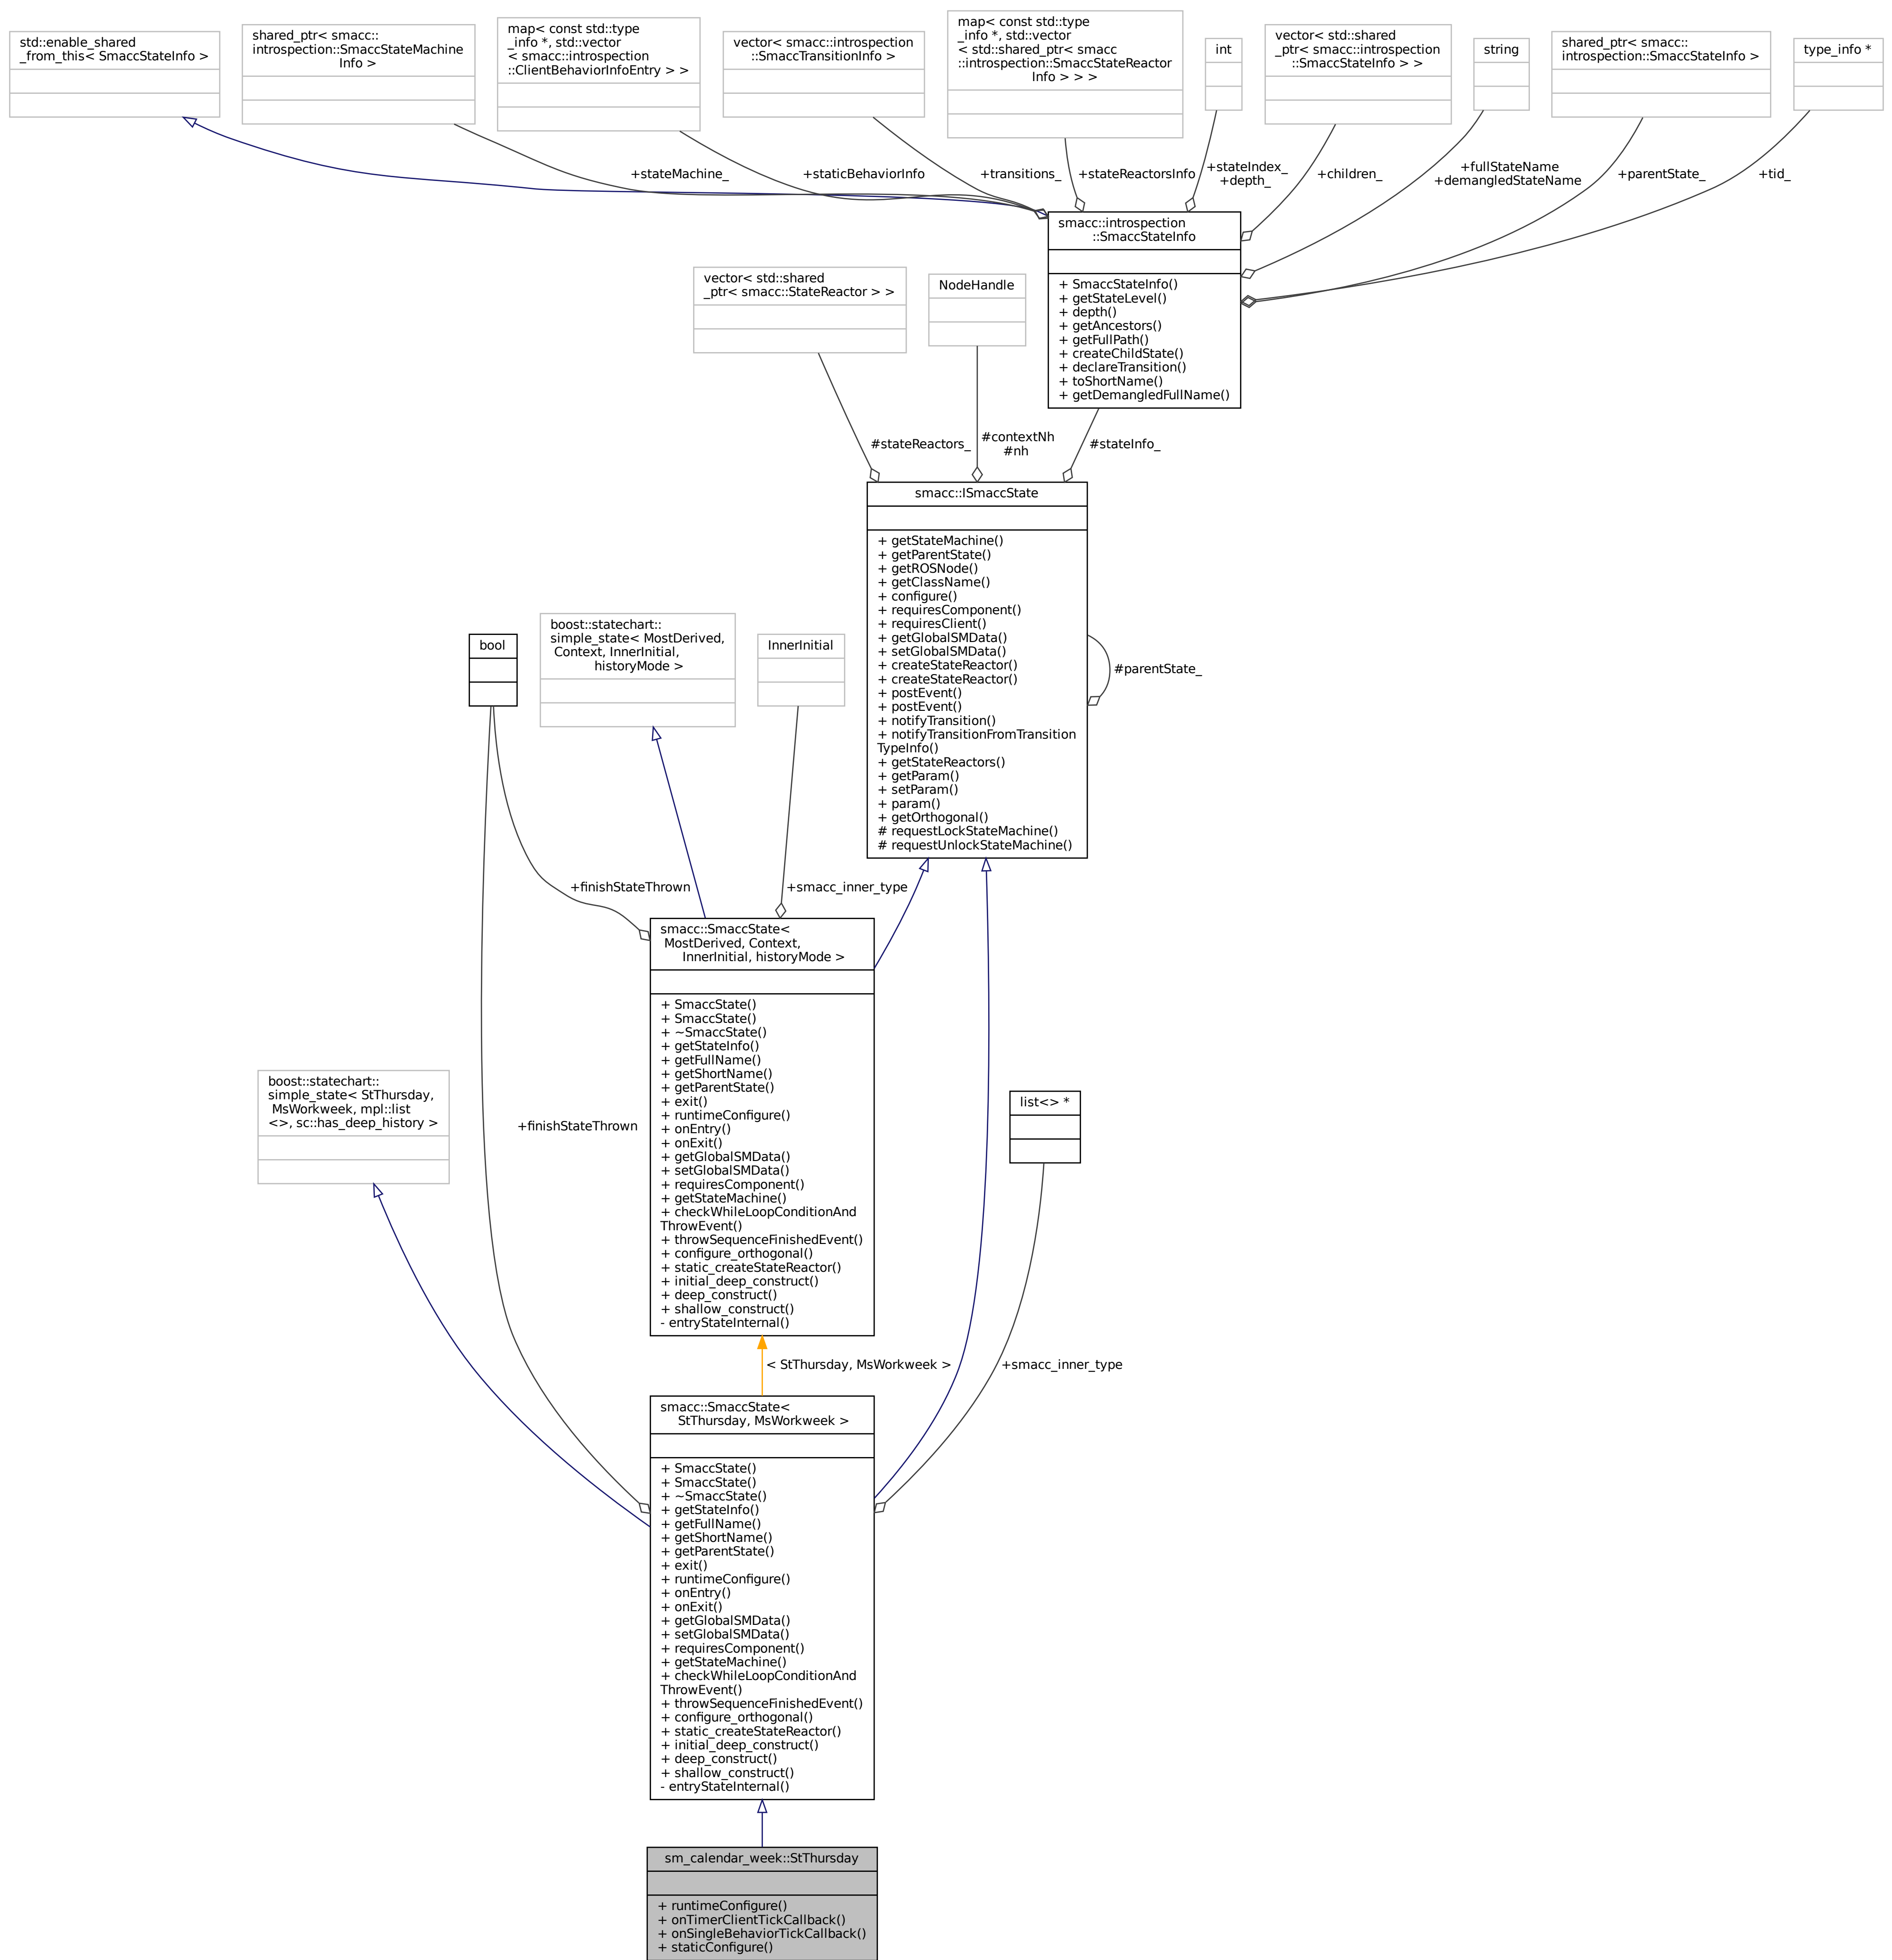 std::enable_shared
_from_this< SmaccStateInfo >
shared_ptr< smacc::
introspection::SmaccStateMachine
Info >
map< const std::type
_info *, std::vector
< smacc::introspection
::ClientBehaviorInfoEntry > >
vector< smacc::introspection
::SmaccTransitionInfo >
map< const std::type
_info *, std::vector
< std::shared_ptr< smacc
::introspection::SmaccStateReactor
Info > > >
int
vector< std::shared
_ptr< smacc::introspection
::SmaccStateInfo > >
string
shared_ptr< smacc::
introspection::SmaccStateInfo >
type_info *
+stateMachine_
+staticBehaviorInfo
+transitions_
+stateReactorsInfo
+stateIndex_
+depth_
+children_
+fullStateName
+demangledStateName
+parentState_
+tid_
smacc::introspection
::SmaccStateInfo
+ SmaccStateInfo()
+ getStateLevel()
+ depth()
+ getAncestors()
+ getFullPath()
+ createChildState()
+ declareTransition()
+ toShortName()
+ getDemangledFullName()
vector< std::shared
_ptr< smacc::StateReactor > >
NodeHandle
#stateReactors_
#contextNh
#nh
#stateInfo_
smacc::ISmaccState
+ getStateMachine()
+ getParentState()
+ getROSNode()
+ getClassName()
+ configure()
+ requiresComponent()
+ requiresClient()
+ getGlobalSMData()
+ setGlobalSMData()
+ createStateReactor()
+ createStateReactor()
+ postEvent()
+ postEvent()
+ notifyTransition()
+ notifyTransitionFromTransition
TypeInfo()
+ getStateReactors()
+ getParam()
+ setParam()
+ param()
+ getOrthogonal()
# requestLockStateMachine()
# requestUnlockStateMachine()
#parentState_
bool
boost::statechart::
simple_state< MostDerived,
Context, InnerInitial,
historyMode >
InnerInitial
+finishStateThrown
+smacc_inner_type
smacc::SmaccState<
MostDerived, Context,
InnerInitial, historyMode >
+ SmaccState()
+ SmaccState()
+ ~SmaccState()
+ getStateInfo()
+ getFullName()
+ getShortName()
+ getParentState()
+ exit()
+ runtimeConfigure()
+ onEntry()
+ onExit()
+ getGlobalSMData()
+ setGlobalSMData()
+ requiresComponent()
+ getStateMachine()
+ checkWhileLoopConditionAnd
ThrowEvent()
+ throwSequenceFinishedEvent()
+ configure_orthogonal()
+ static_createStateReactor()
+ initial_deep_construct()
+ deep_construct()
+ shallow_construct()
- entryStateInternal()
boost::statechart::
simple_state< StThursday,
MsWorkweek, mpl::list
<>, sc::has_deep_history >
+finishStateThrown
list<> *
< StThursday, MsWorkweek >
+smacc_inner_type
smacc::SmaccState<
StThursday, MsWorkweek >
+ SmaccState()
+ SmaccState()
+ ~SmaccState()
+ getStateInfo()
+ getFullName()
+ getShortName()
+ getParentState()
+ exit()
+ runtimeConfigure()
+ onEntry()
+ onExit()
+ getGlobalSMData()
+ setGlobalSMData()
+ requiresComponent()
+ getStateMachine()
+ checkWhileLoopConditionAnd
ThrowEvent()
+ throwSequenceFinishedEvent()
+ configure_orthogonal()
+ static_createStateReactor()
+ initial_deep_construct()
+ deep_construct()
+ shallow_construct()
- entryStateInternal()
sm_calendar_week::StThursday
+ runtimeConfigure()
+ onTimerClientTickCallback()
+ onSingleBehaviorTickCallback()
+ staticConfigure()